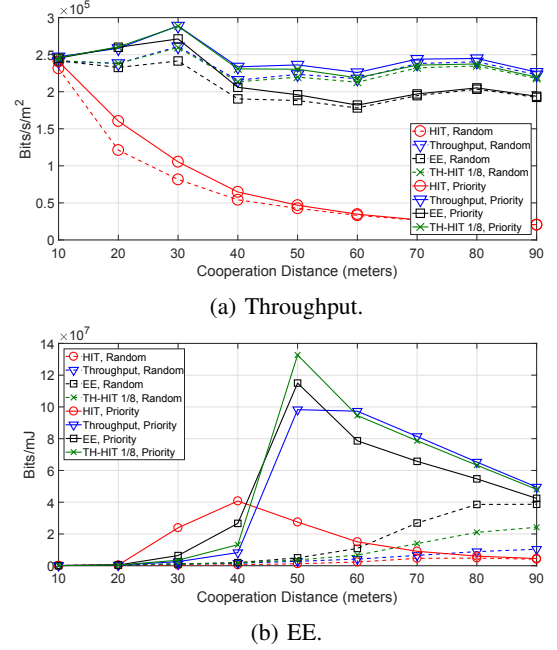 ×10^5
3
2.5
2
1.5
1
0.5
0
Bits/s/m^2
HIT, Random
Throughput, Random
EE, Random
TH-HIT 1/8, Random
HIT, Priority
Throughput, Priority
EE, Priority
TH-HIT 1/8, Priority
10 20 30 40 50 60 70 80 90
Cooperation Distance (meters)
(a) Throughput.
×10^7
14
12
10
8
6
4
2
0
Bits/mJ
HIT, Random
Throughput, Random
EE, Random
TH-HIT 1/8, Random
HIT, Priority
Throughput, Priority
EE, Priority
TH-HIT 1/8, Priority
10 20 30 40 50 60 70 80 90
Cooperation Distance (meters)
(b) EE.